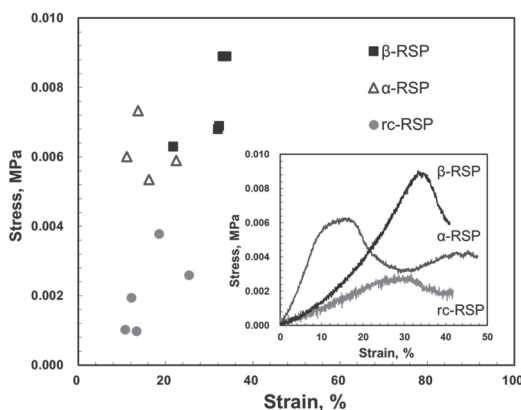 0.010
0.008
0.006
0.004
0.002
0.000
Stress, MPa
0
20
40
60
80
100
Strain, %
β-RSP
α-RSP
rc-RSP
0.010
0.008
0.006
0.004
0.002
0.000
Stress, MPa
0
10
20
30
40
50
Strain, %
β-RSP
α-RSP
rc-RSP